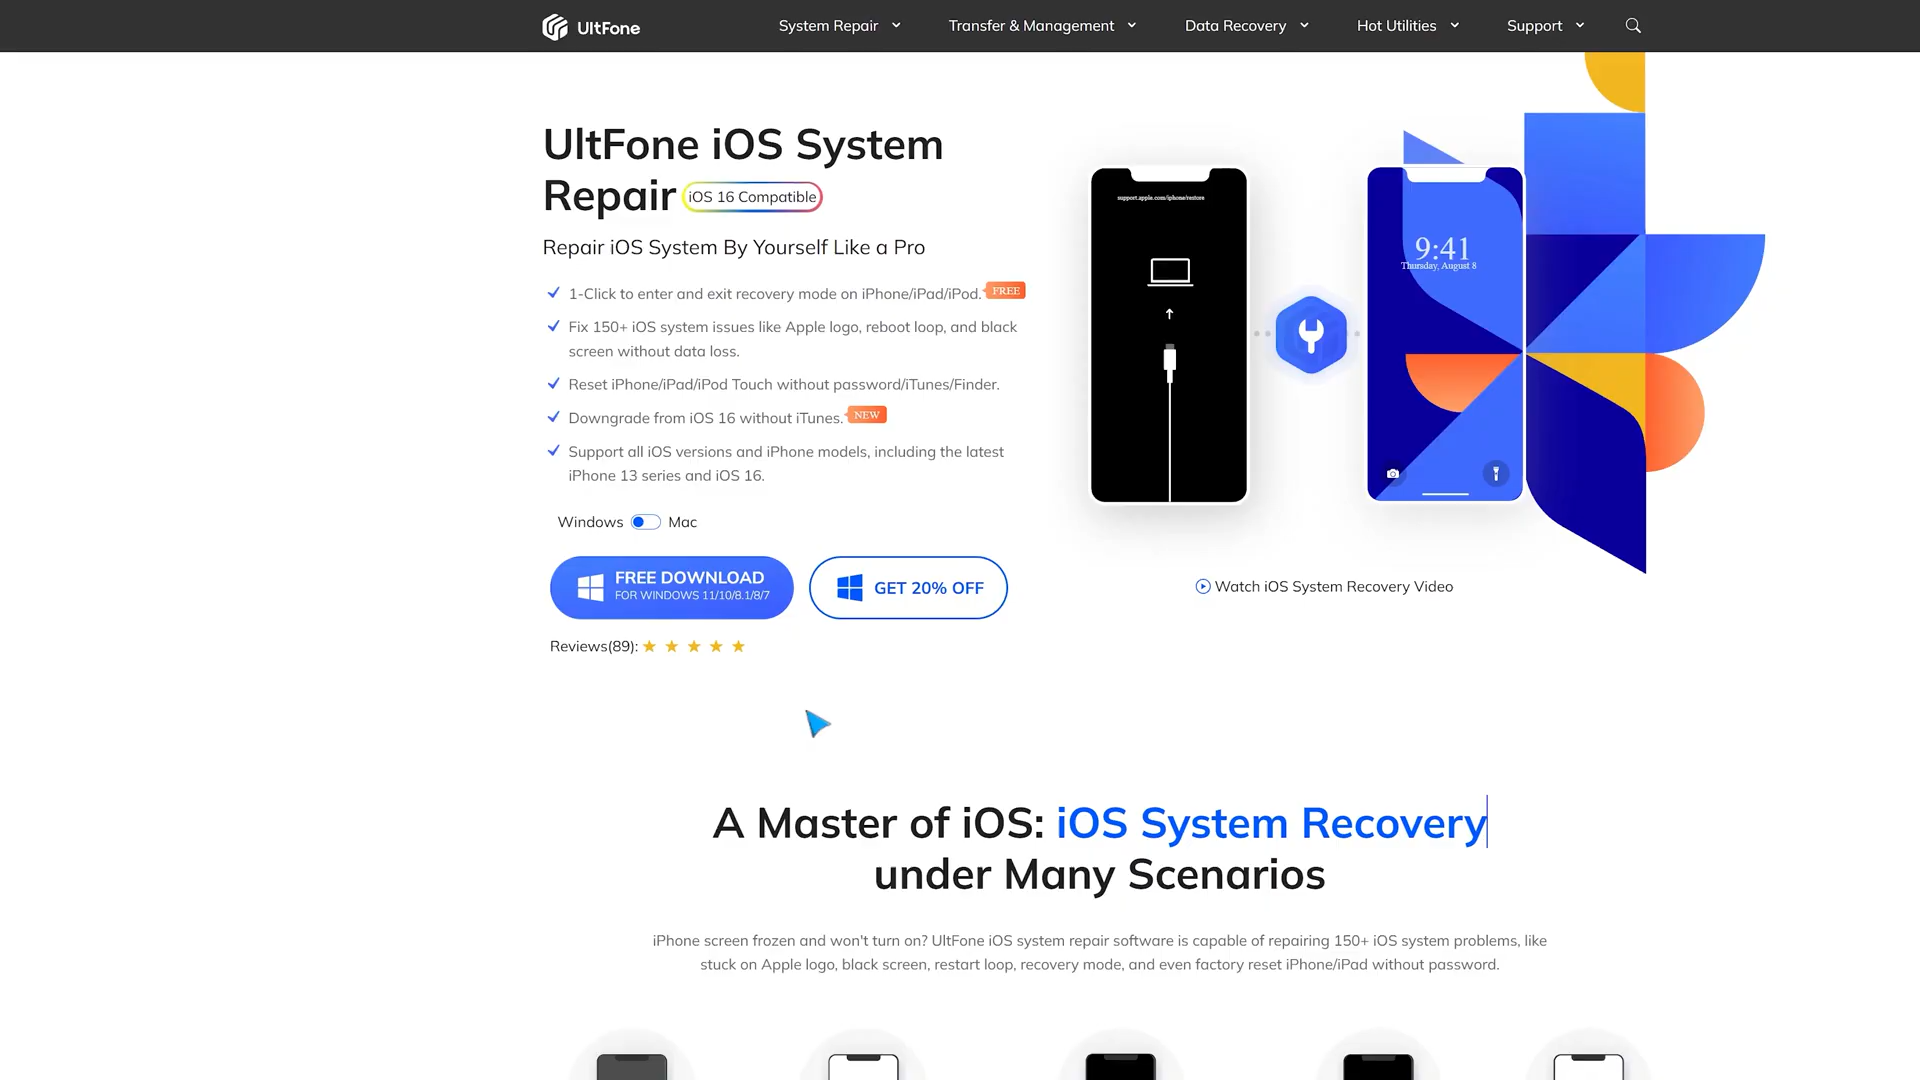 UltFone
System Repair
Transfer & Management
Data Recovery
Hot Utilities
Support
UltFone iOS System
Repair iOS 16 Compatible
Repair iOS System By Yourself Like a Pro
1-Click to enter and exit recovery mode on iPhone/iPad/iPod. FREE
Fix 150+ iOS system issues like Apple logo, reboot loop, and black
screen without data loss.
Reset iPhone/iPad/iPod Touch without password/iTunes/Finder.
Downgrade from iOS 16 without iTunes. NEW
Support all iOS versions and iPhone models, including the latest
iPhone 13 series and iOS 16.
Windows Mac
FREE DOWNLOAD
FOR WINDOWS 11/10/8.1/8/7
GET 20% OFF
Reviews(89):
support.apple.com/iphone/restore
9:41
Thursday, August 8
Watch iOS System Recovery Video
A Master of iOS: iOS System Recovery
under Many Scenarios
iPhone screen frozen and won't turn on? UltFone iOS system repair software is capable of repairing 150+ iOS system problems, like
stuck on Apple logo, black screen, restart loop, recovery mode, and even factory reset iPhone/iPad without password.